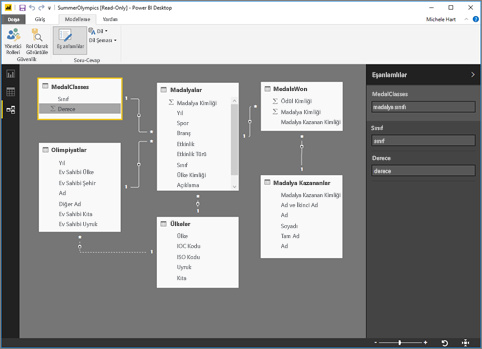 SummerOlympics [Read-Only] - Power BI Desktop
Michele Hart
Dosya Giriş Modelleme Yardım
Yönetici Rolleri
Rol Olarak Görüntüle
Eşanlamlılar
Dil
Dil Şeması
Güvenlik
Soru-Cevap
MedalClasses
Sınıf
Derece
Olimpiyatlar
Yıl
Ev Sahibi Ülke
Ev Sahibi Şehir
Ad
Diğer Ad
Ev Sahibi Kıta
Ev Sahibi Uyruk
Madalyalar
Madalya Kimliği
Yıl
Spor
Branş
Etkinlik
Etkinlik Türü
Sınıf
Ülke Kimliği
Açıklama
Ülkeler
Ülke
IOC Kodu
ISO Kodu
Uyruk
Kıta
MedalsWon
Ödül Kimliği
Madalya Kimliği
Madalya Kazanan Kimliği
Madalya Kazananlar
Madalya Kazanan Kimliği
Ad ve İkinci Ad
Ad
Soyadı
Tam Ad
Ad
Eşanlamlılar
MedalClasses
madalya sınıfı
Sınıf
sınıf
Derece
derece